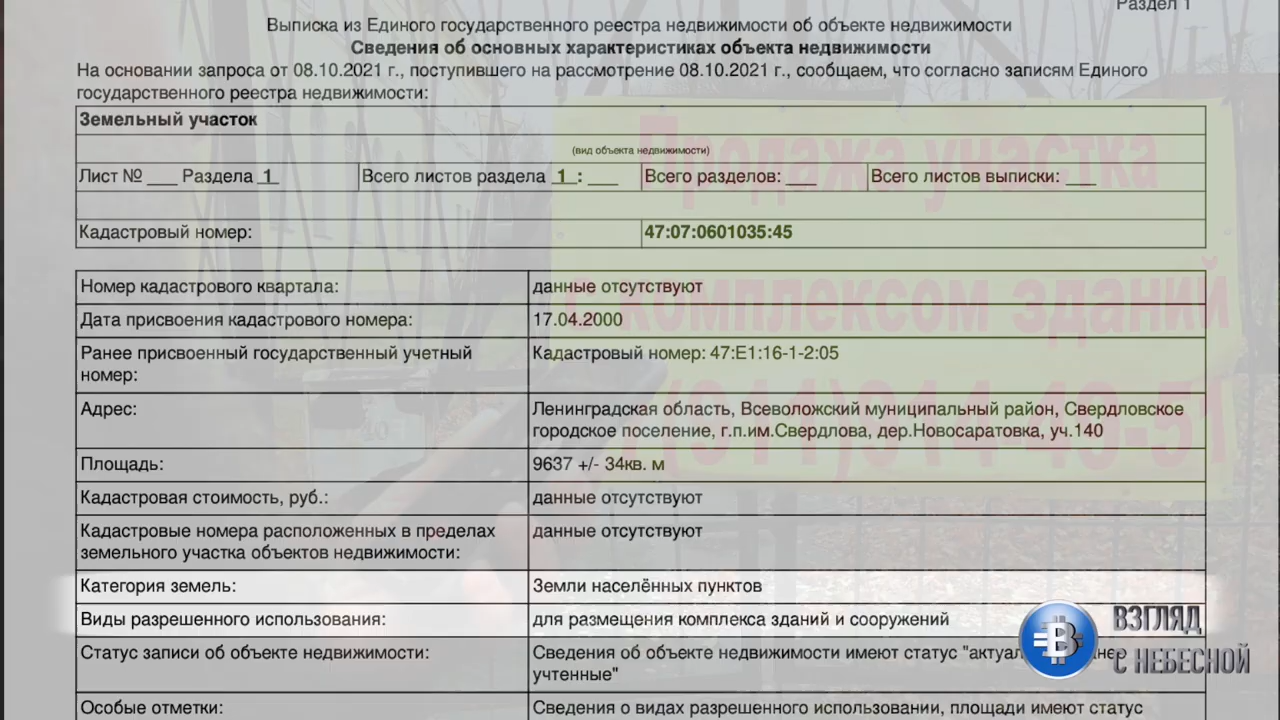 Раздел 1
Выписка из Единого государственного реестра недвижимости об объекте недвижимости
Сведения об основных характеристиках объекта недвижимости
На основании запроса от 08.10.2021 г., поступившего на рассмотрение 08.10.2021 г., сообщаем, что согласно записям Единого
государственного реестра недвижимости:
Земельный участок
(вид объекта недвижимости)
Лист № ___ Раздела 1 Всего листов раздела 1 : ___ Всего разделов: ___ Всего листов выписки: ___
Кадастровый номер: 47:07:0601035:45
Номер кадастрового квартала: данные отсутствуют
Дата присвоения кадастрового номера: 17.04.2000
Ранее присвоенный государственный учетный Кадастровый номер: 47:Е1:16-1-2:05
номер:
Адрес: Ленинградская область, Всеволожский муниципальный район, Свердловское
городское поселение, г.п.им.Свердлова, дер.Новосаратовка, уч.140
Площадь: 9637 +/- 34кв. м
Кадастровая стоимость, руб.: данные отсутствуют
Кадастровые номера расположенных в пределах данные отсутствуют
земельного участка объектов недвижимости:
Категория земель: Земли населённых пунктов
Виды разрешенного использования: для размещения комплекса зданий и сооружений
Статус записи об объекте недвижимости: Сведения об объекте недвижимости имеют статус
учтенные"
Особые отметки: Сведения о видах разрешенного использования, площади имеют статус
Продажа участка
с комплексом зданий
ВЗГЛЯД
С НЕБЕСНОЙ